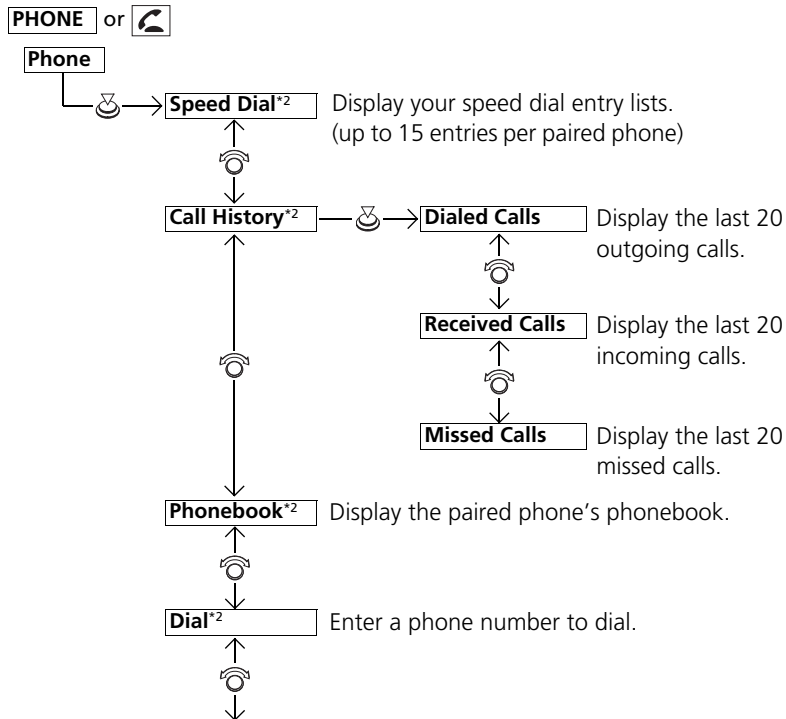 PHONE or
Phone
Speed Dial*2 Display your speed dial entry lists.
(up to 15 entries per paired phone)
Call History*2 Dialed Calls Display the last 20
outgoing calls.
Received Calls Display the last 20
incoming calls.
Missed Calls Display the last 20
missed calls.
Phonebook*2 Display the paired phone's phonebook.
Dial*2 Enter a phone number to dial.